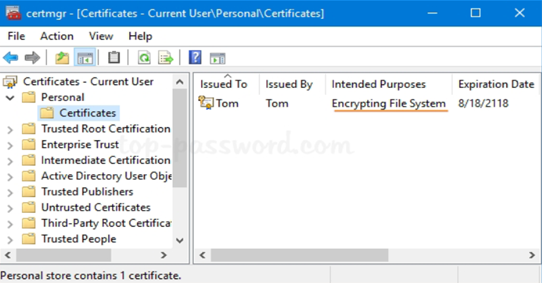 certmgr - [Certificates - Current User\Personal\Certificates]
File Action View Help
Certificates - Current User
Personal
Certificates
Trusted Root Certification
Enterprise Trust
Intermediate Certification
Active Directory User Obje
Trusted Publishers
Untrusted Certificates
Third-Party Root Certifica
Trusted People
Issued To Issued By Intended Purposes Expiration Date
Tom Tom Encrypting File System 8/18/2118
top-password.com
Personal store contains 1 certificate.